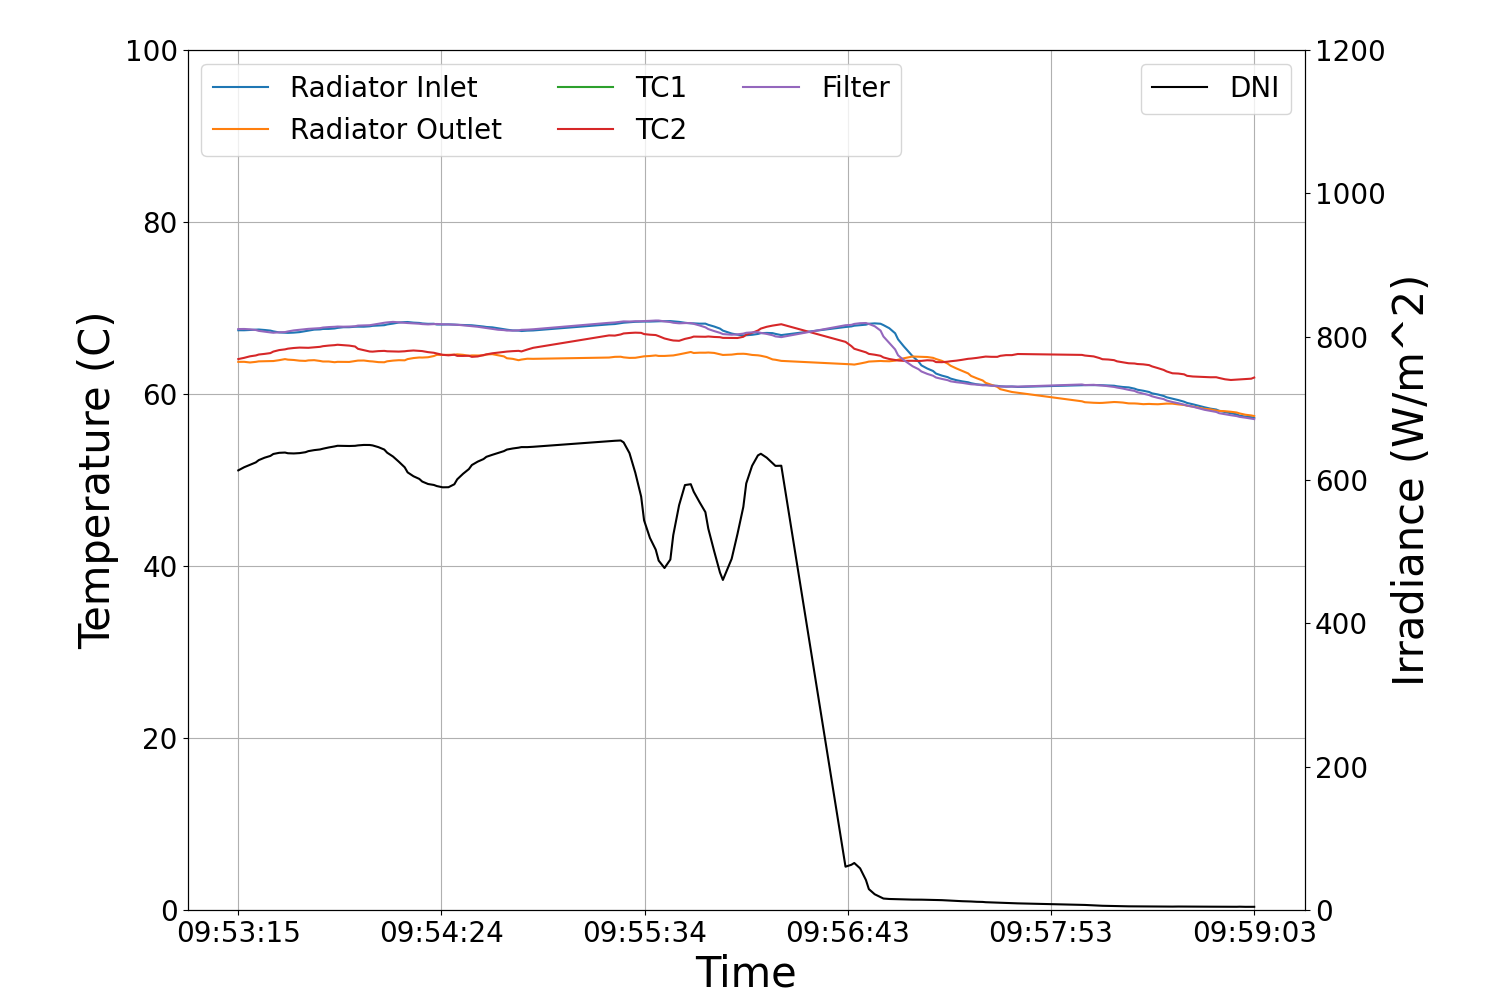 100
80
60
40
20
0
Temperature (C)
Radiator Inlet
Radiator Outlet
TC1
TC2
Filter
DNI
1200
1000
800
600
400
200
0
Irradiance (W/m^2)
09:53:15 09:54:24 09:55:34 09:56:43 09:57:53 09:59:03
Time